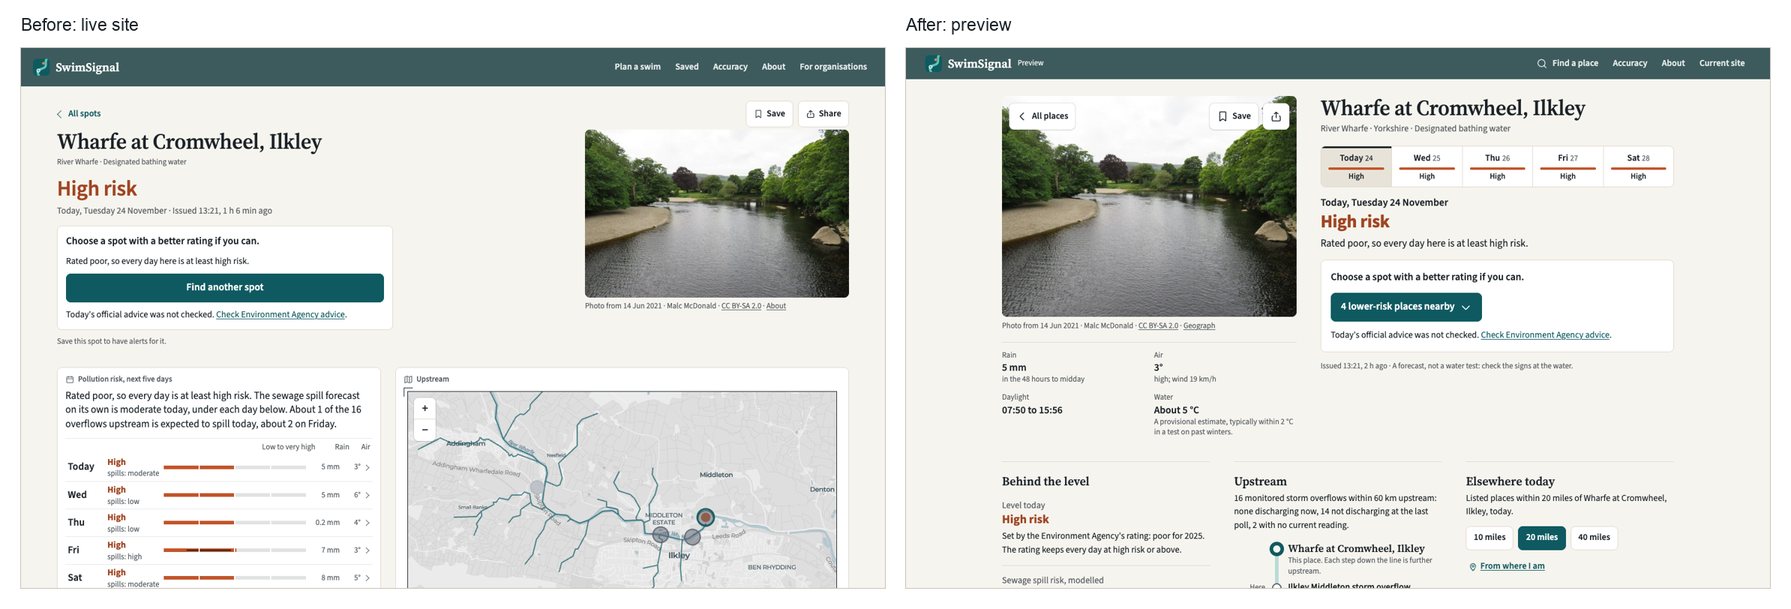 Before: live site
SwimSignal
Plan a swim Saved Accuracy About For organisations
All spots
Save Share
Wharfe at Cromwheel, Ilkley
River Wharfe · Designated bathing water
High risk
Today, Tuesday 24 November · Issued 13:21, 1 h 6 min ago
Choose a spot with a better rating if you can.
Rated poor, so every day here is at least high risk.
Find another spot
Today's official advice was not checked. Check Environment Agency advice.
Save this spot to have alerts for it.
Photo from 14 Jun 2021 · Malc McDonald · CC BY-SA 2.0 · About
Pollution risk, next five days
Rated poor, so every day is at least high risk. The sewage spill forecast
on its own is moderate today, under each day below. About 1 of the 16
overflows upstream is expected to spill today, about 2 on Friday.
Low to very high Rain Air
Today High 5 mm 3°
spills: moderate
Wed High 5 mm 6°
spills: low
Thu High 0.2 mm 4°
spills: low
Fri High 7 mm 3°
spills: high
Sat High 8 mm 5°
spills: moderate
Upstream
+
−
Addingham
River Wharfe
Nesfield
Addingham Wharfedale Road
Middleton
Denton
Small Banks
MIDDLETON
ESTATE
Skipton Road
Leeds Road
Ilkley
BEN RHYDDING
After: preview
SwimSignal Preview
Find a place Accuracy About Current site
All places
Save
Photo from 14 Jun 2021 · Malc McDonald · CC BY-SA 2.0 · Geograph
Rain
5 mm
in the 48 hours to midday
Air
3°
high; wind 19 km/h
Daylight
07:50 to 15:56
Water
About 5 °C
A provisional estimate, typically within 2 °C
in a test on past winters.
Wharfe at Cromwheel, Ilkley
River Wharfe · Yorkshire · Designated bathing water
Today 24 Wed 25 Thu 26 Fri 27 Sat 28
High High High High High
Today, Tuesday 24 November
High risk
Rated poor, so every day here is at least high risk.
Choose a spot with a better rating if you can.
4 lower-risk places nearby
Today's official advice was not checked. Check Environment Agency advice.
Issued 13:21, 2 h ago · A forecast, not a water test: check the signs at the water.
Behind the level
Level today
High risk
Set by the Environment Agency's rating: poor for 2025.
The rating keeps every day at high risk or above.
Sewage spill risk, modelled
Upstream
16 monitored storm overflows within 60 km upstream:
none discharging now, 14 not discharging at the last
poll, 2 with no current reading.
Wharfe at Cromwheel, Ilkley
This place. Each step down the line is further
upstream.
Here Ilkley Middleton storm overflow
Elsewhere today
Listed places within 20 miles of Wharfe at Cromwheel,
Ilkley, today.
10 miles 20 miles 40 miles
From where I am